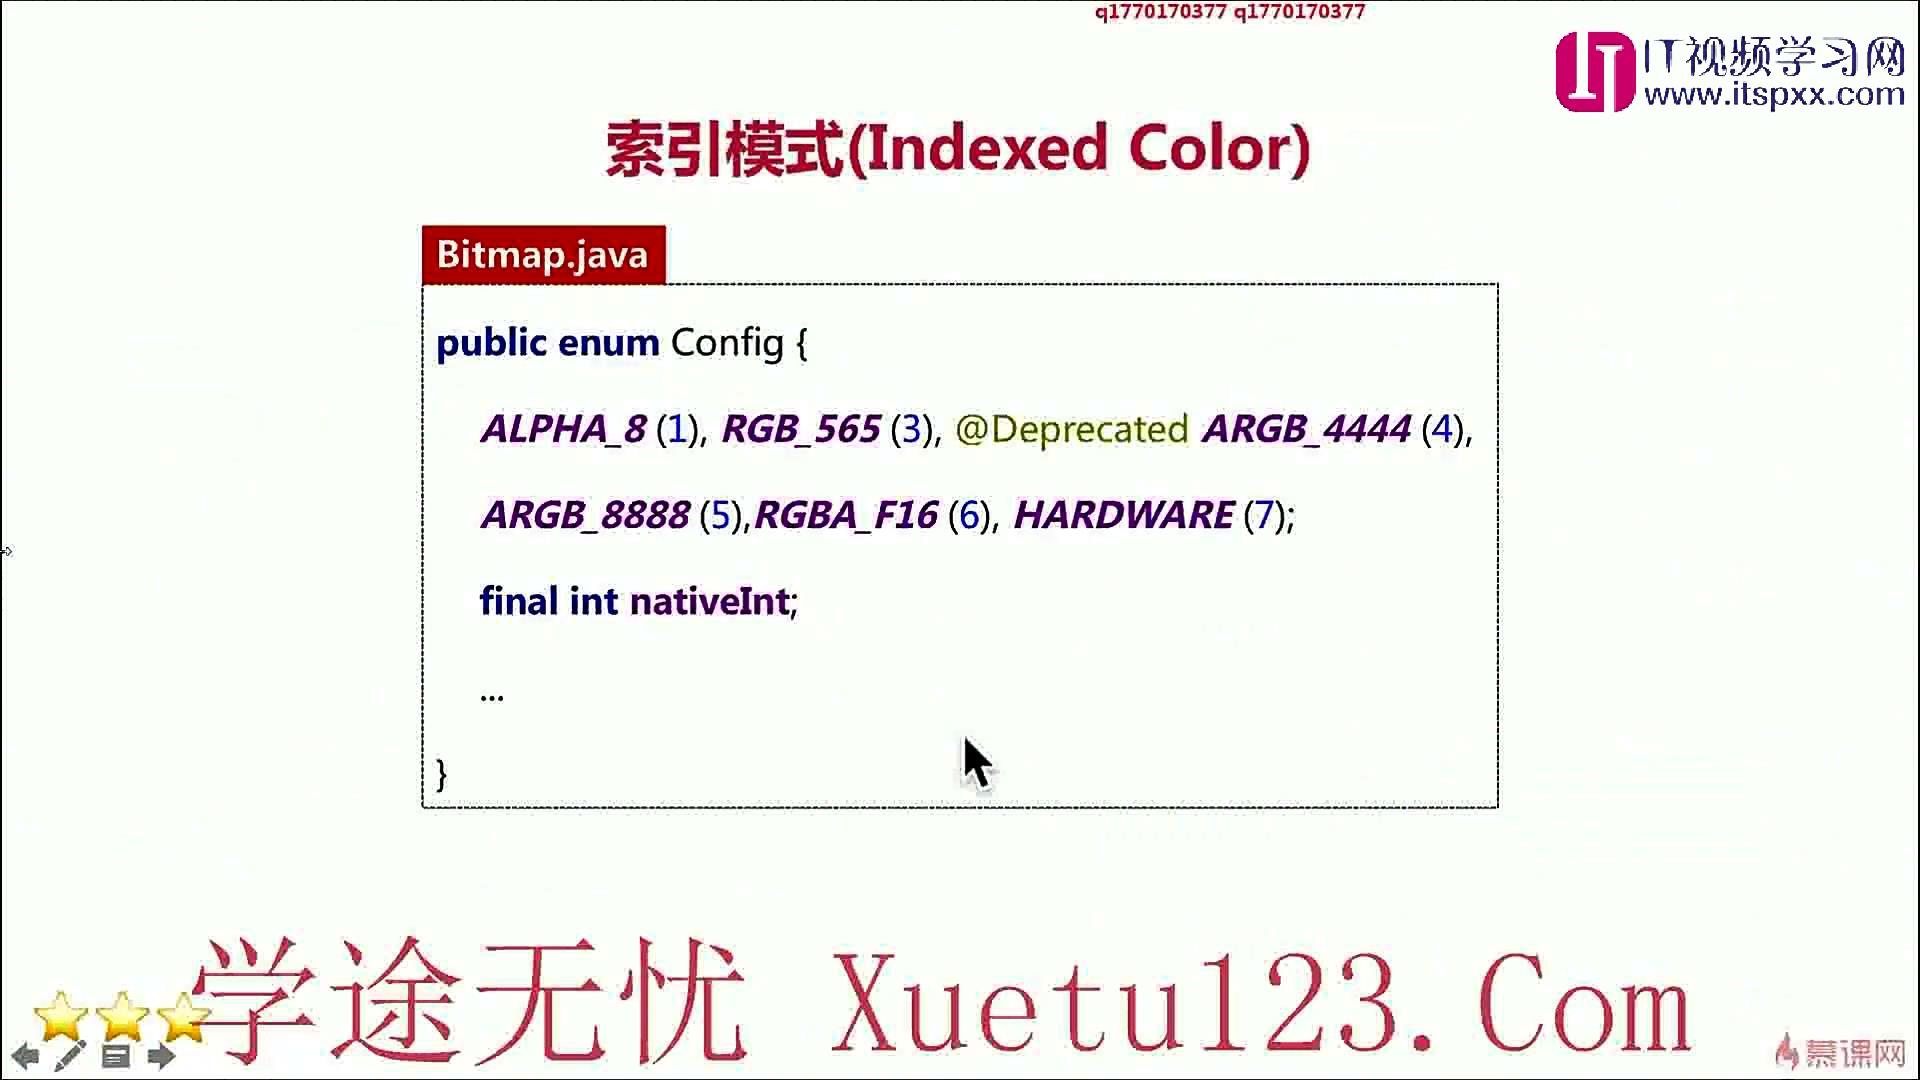 q1770170377 q1770170377
IT视频学习网
www.itspxx.com
索引模式(Indexed Color)
Bitmap.java
public enum Config {
ALPHA_8 (1), RGB_565 (3), @Deprecated ARGB_4444 (4),
ARGB_8888 (5),RGBA_F16 (6), HARDWARE (7);
final int nativeInt;
...
}
学途无忧 Xuetu123.Com
慕课网